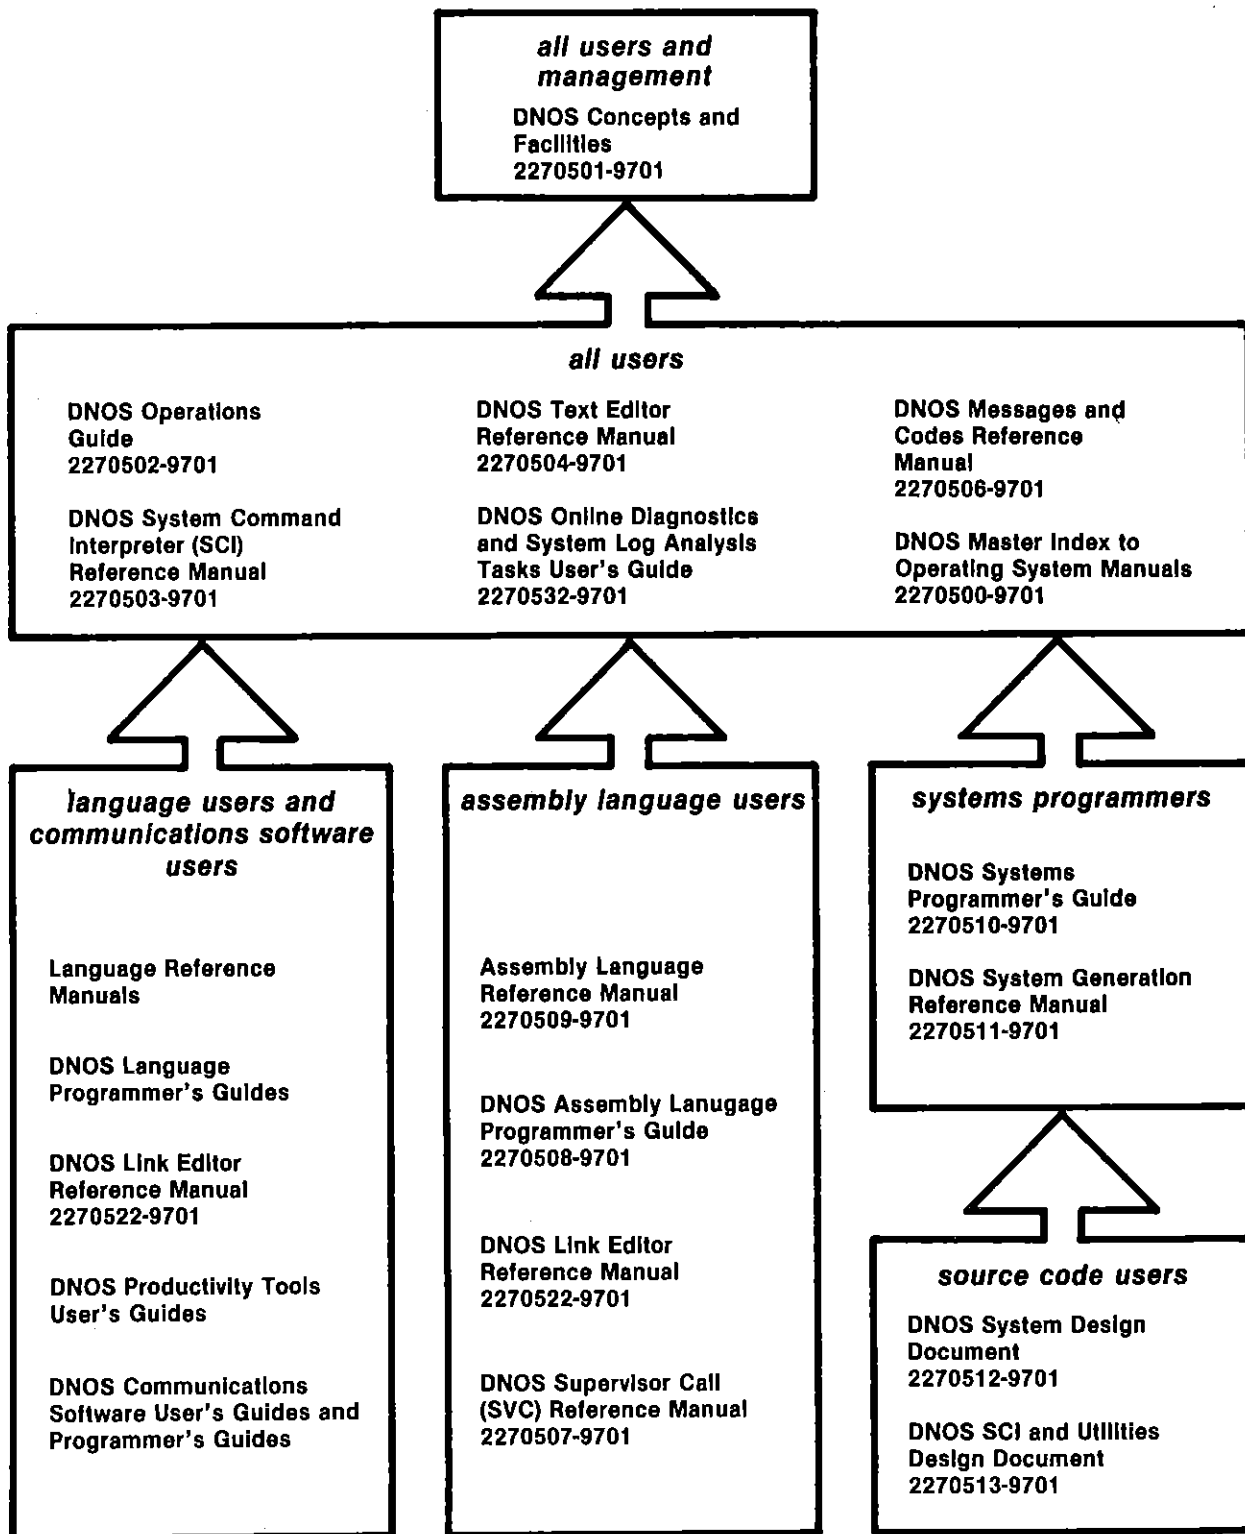 all users and
management
DNOS Concepts and
Facilities
2270501-9701
all users
DNOS Operations
Guide
2270502-9701
DNOS System Command
Interpreter (SCI)
Reference Manual
2270503-9701
DNOS Text Editor
Reference Manual
2270504-9701
DNOS Online Diagnostics
and System Log Analysis
Tasks User's Guide
2270532-9701
DNOS Messages and
Codes Reference
Manual
2270506-9701
DNOS Master Index to
Operating System Manuals
2270500-9701
language users and
communications software
users
Language Reference
Manuals
DNOS Language
Programmer's Guides
DNOS Link Editor
Reference Manual
2270522-9701
DNOS Productivity Tools
User's Guides
DNOS Communications
Software User's Guides and
Programmer's Guides
assembly language users
Assembly Language
Reference Manual
2270509-9701
DNOS Assembly Lanugage
Programmer's Guide
2270508-9701
DNOS Link Editor
Reference Manual
2270522-9701
DNOS Supervisor Call
(SVC) Reference Manual
2270507-9701
systems programmers
DNOS Systems
Programmer's Guide
2270510-9701
DNOS System Generation
Reference Manual
2270511-9701
source code users
DNOS System Design
Document
2270512-9701
DNOS SCI and Utilities
Design Document
2270513-9701